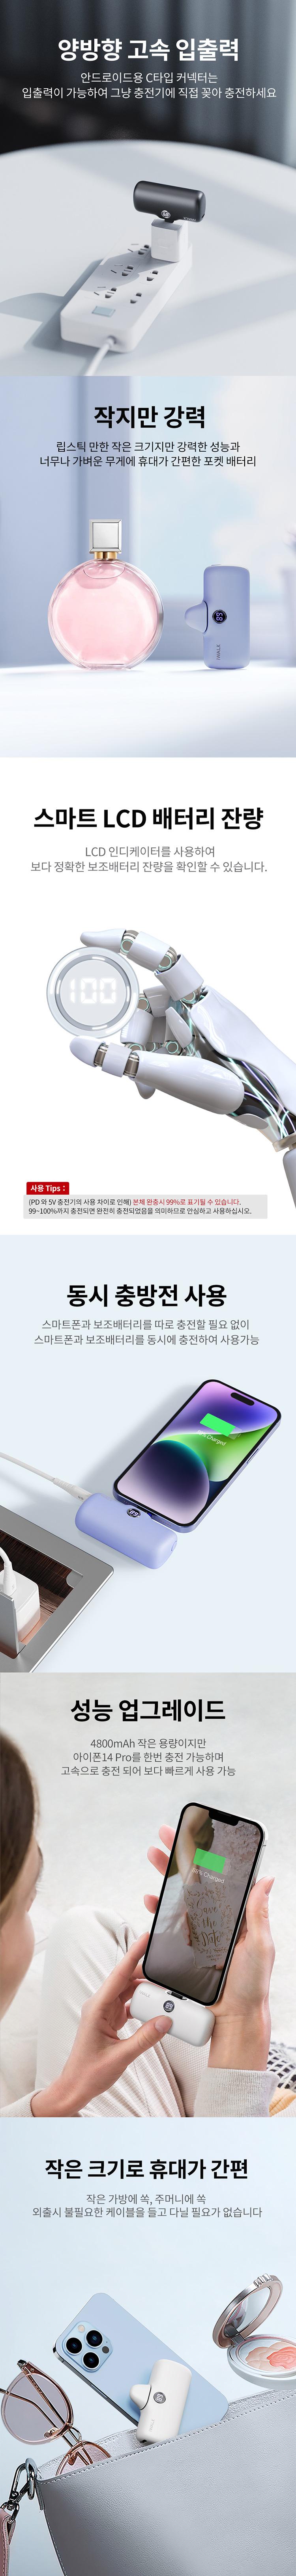 양방향 고속 입출력
안드로이드용 C타입 커넥터는
입출력이 가능하여 그냥 충전기에 직접 꽂아 충전하세요
작지만 강력
립스틱 만한 작은 크기지만 강력한 성능과
너무나 가벼운 무게에 휴대가 간편한 포켓 배터리
스마트 LCD 배터리 잔량
LCD 인디케이터를 사용하여
보다 정확한 보조배터리 잔량을 확인할 수 있습니다.
100
사용 Tips :
(PD 와 5V 충전기의 사용 차이로 인해) 본체 완충시 99%로 표기될 수 있습니다.
99~100%까지 충전되면 완전히 충전되었음을 의미하므로 안심하고 사용하십시오.
동시 충방전 사용
스마트폰과 보조배터리를 따로 충전할 필요 없이
스마트폰과 보조배터리를 동시에 충전하여 사용가능
Charged
성능 업그레이드
4800mAh 작은 용량이지만
아이폰14 Pro를 한번 충전 가능하며
고속으로 충전 되어 보다 빠르게 사용 가능
Charged
Save
the
Date
작은 크기로 휴대가 간편
작은 가방에 쏙, 주머니에 쏙
외출시 불필요한 케이블을 들고 다닐 필요가 없습니다